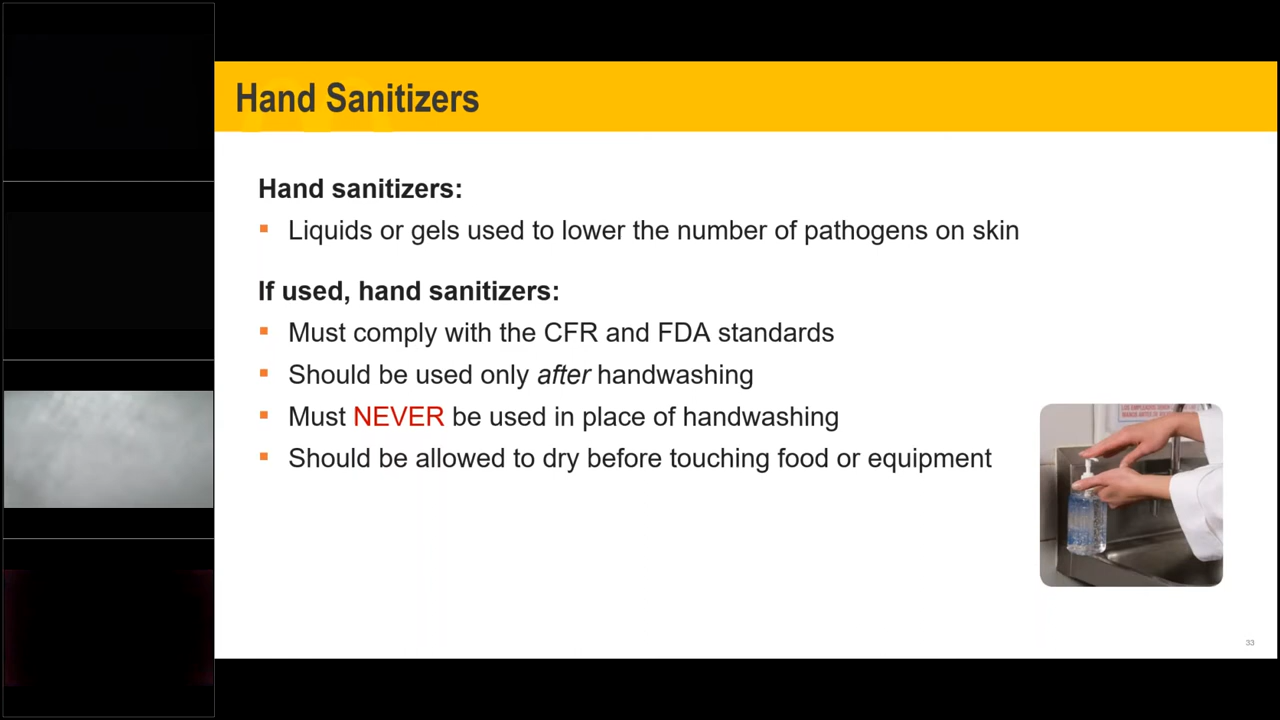 Hand Sanitizers
Hand sanitizers:
Liquids or gels used to lower the number of pathogens on skin
If used, hand sanitizers:
Must comply with the CFR and FDA standards
Should be used only after handwashing
Must NEVER be used in place of handwashing
Should be allowed to dry before touching food or equipment
33